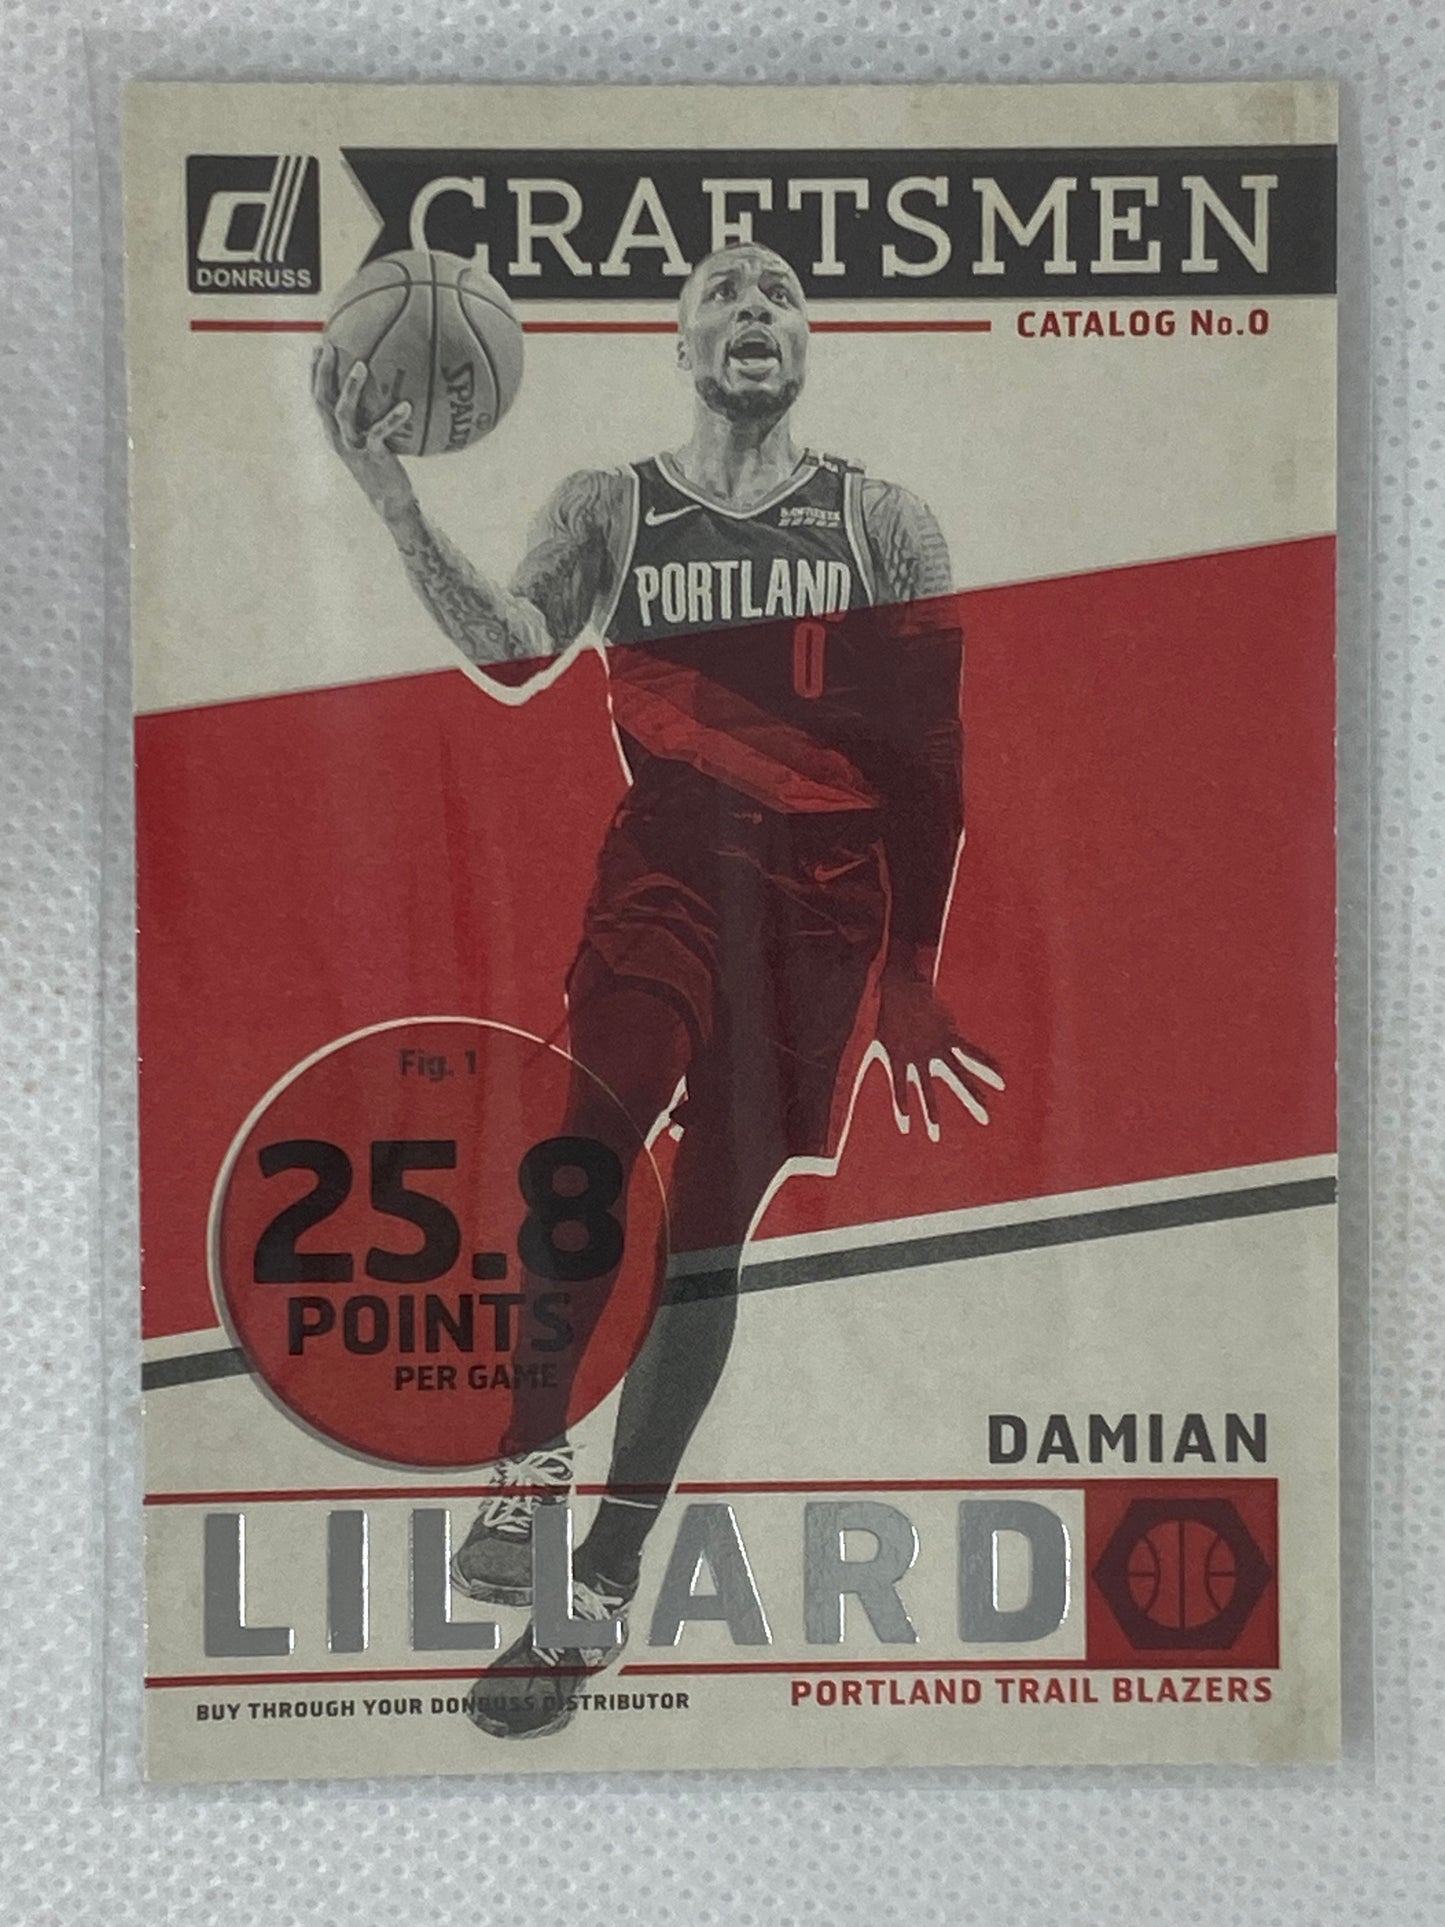 d
DONRUSS
CRAFTSMEN
CATALOG No.0
SPALDING
PORTLAND
0
Fig. 1
25.8
POINTS
PER GAME
DAMIAN
LILLARD
PORTLAND TRAIL BLAZERS
BUY THROUGH YOUR DONRUSS DISTRIBUTOR